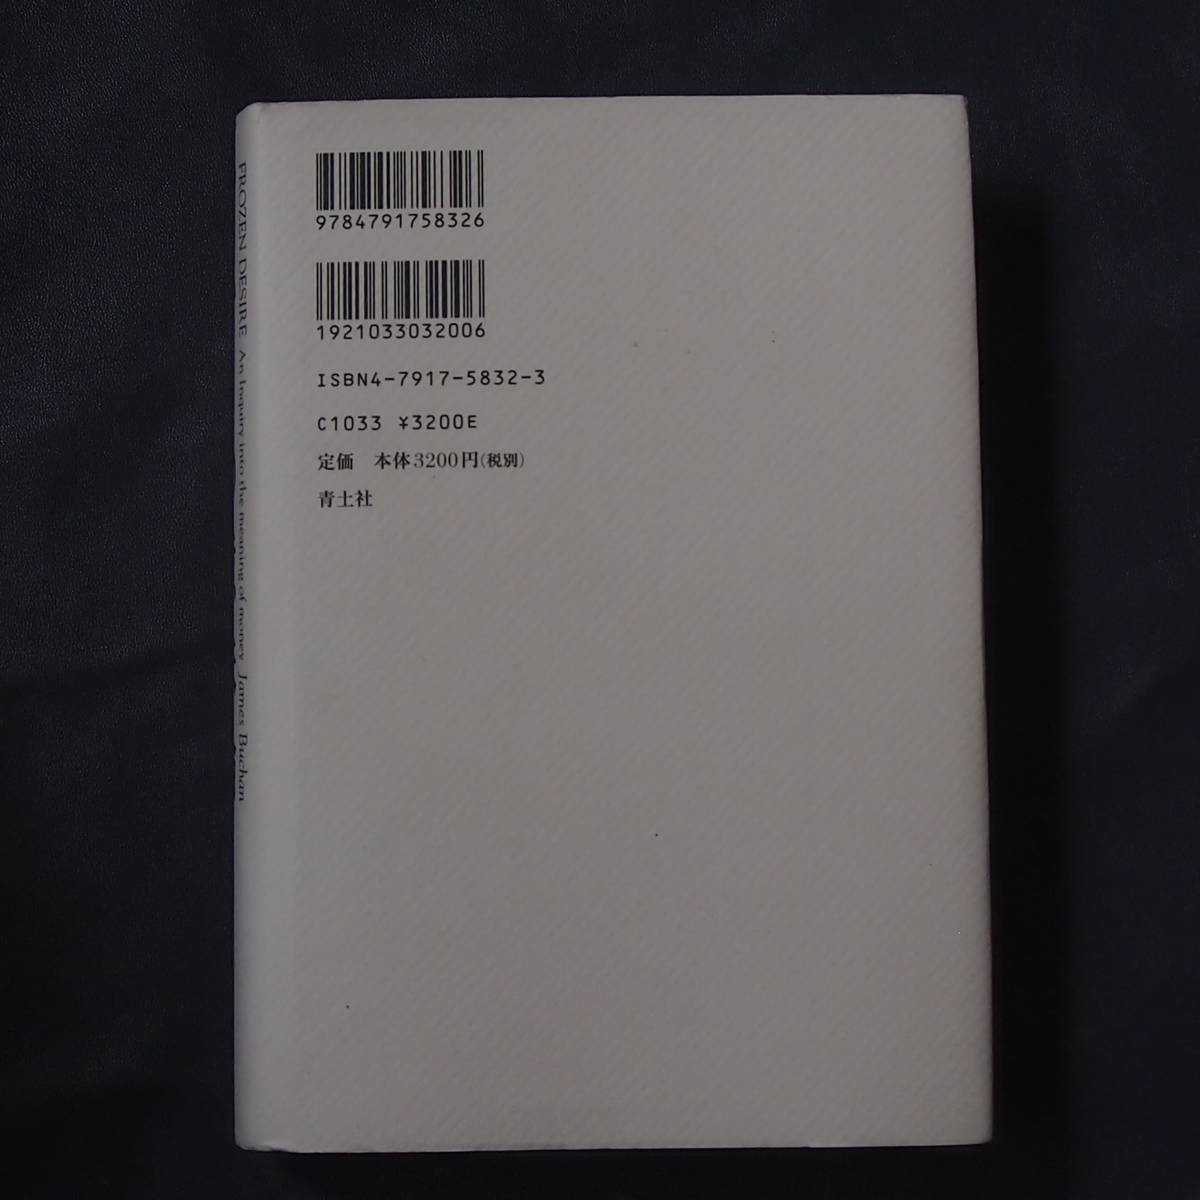 9784791758326
1921033032006
ISBN4-7917-5832-3
C1033 ¥3200E
定価 本体3200円(税別)
青土社
FROZEN DESIRE An Inquiry into the meaning of money James Buchan